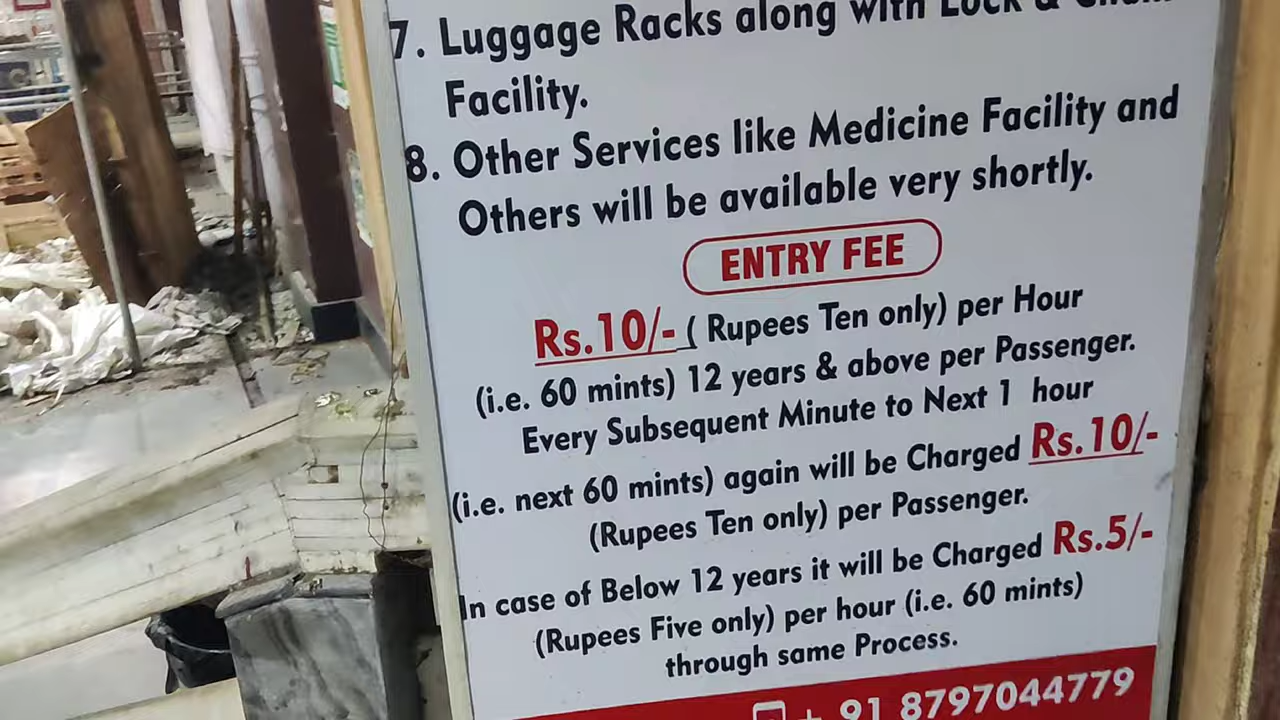 7. Luggage Racks along with Lock &
Facility.
8. Other Services like Medicine Facility and
Others will be available very shortly.
ENTRY FEE
Rs.10/- ( Rupees Ten only) per Hour
(i.e. 60 mints) 12 years & above per Passenger.
Every Subsequent Minute to Next 1 hour
(i.e. next 60 mints) again will be Charged Rs.10/-
(Rupees Ten only) per Passenger.
In case of Below 12 years it will be Charged Rs.5/-
(Rupees Five only) per hour (i.e. 60 mints)
through same Process.
+ 91 8797044779